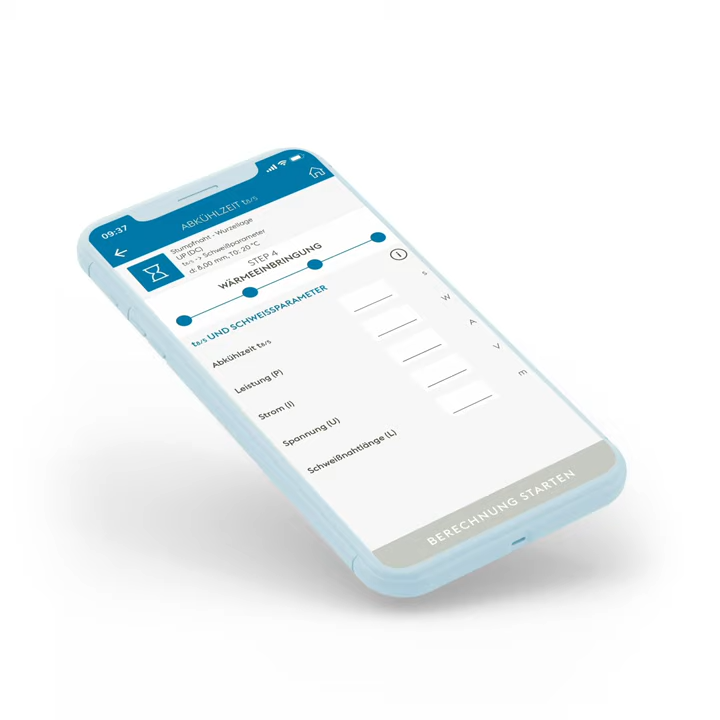 09:37
ABKÜHLZEIT t8/5
Stumpfnaht - Wurzellage
UP (DC)
t8/5 -> Schweißparameter
d: 8,00 mm, T0: 20 °C
STEP 4
WÄRMEEINBRINGUNG
i
t8/5 UND SCHWEISSPARAMETER
Abkühlzeit t8/5 s
Leistung (P) W
Strom (I) A
Spannung (U) V
Schweißnahtlänge (L) m
BERECHNUNG STARTEN